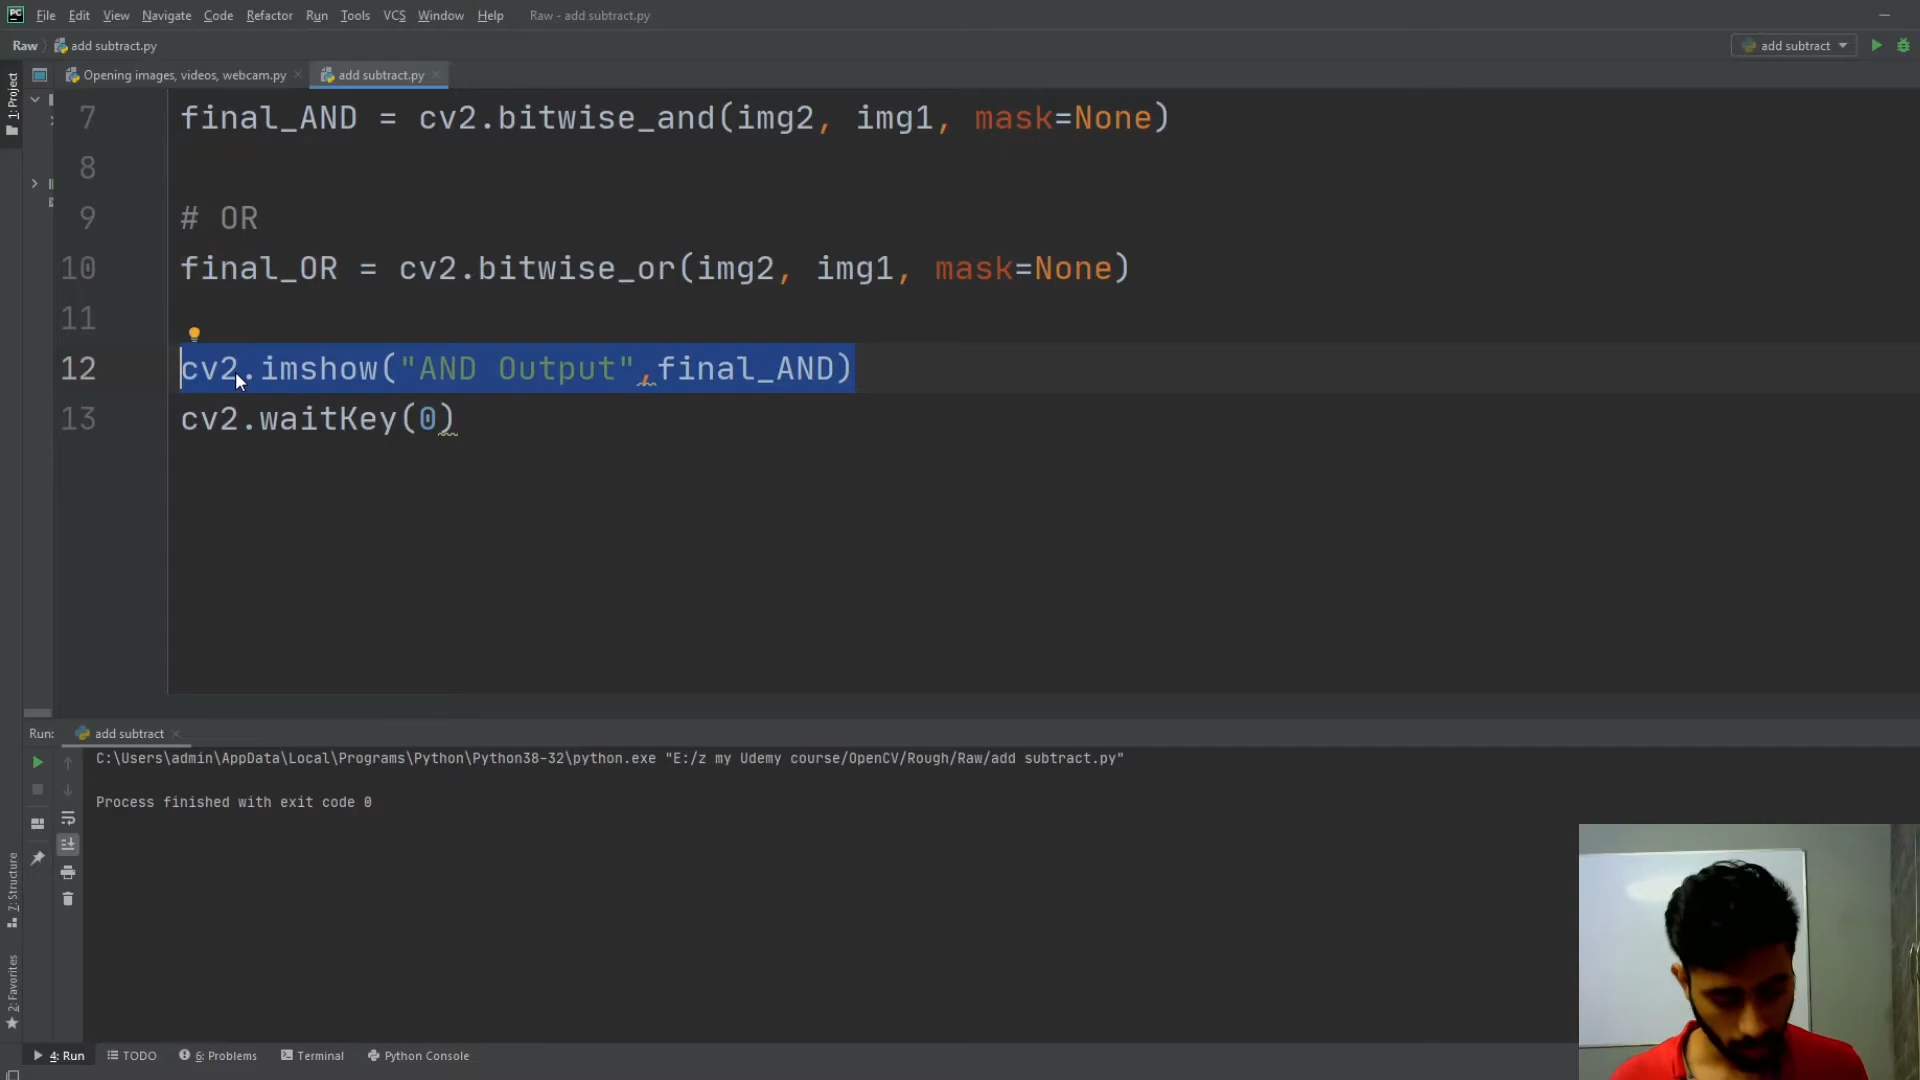 PC File Edit View Navigate Code Refactor Run Tools VCS Window Help Raw - add subtract.py
Raw add subtract.py add subtract
1: Project
Opening images, videos, webcam.py add subtract.py
7 final_AND = cv2.bitwise_and(img2, img1, mask=None)
8
9 # OR
10 final_OR = cv2.bitwise_or(img2, img1, mask=None)
11
12 cv2.imshow("AND Output",final_AND)
13 cv2.waitKey(0)
Run: add subtract
C:\Users\admin\AppData\Local\Programs\Python\Python38-32\python.exe "E:/z my Udemy course/OpenCV/Rough/Raw/add subtract.py"
Process finished with exit code 0
7: Structure
2: Favorites
4: Run TODO 6: Problems Terminal Python Console